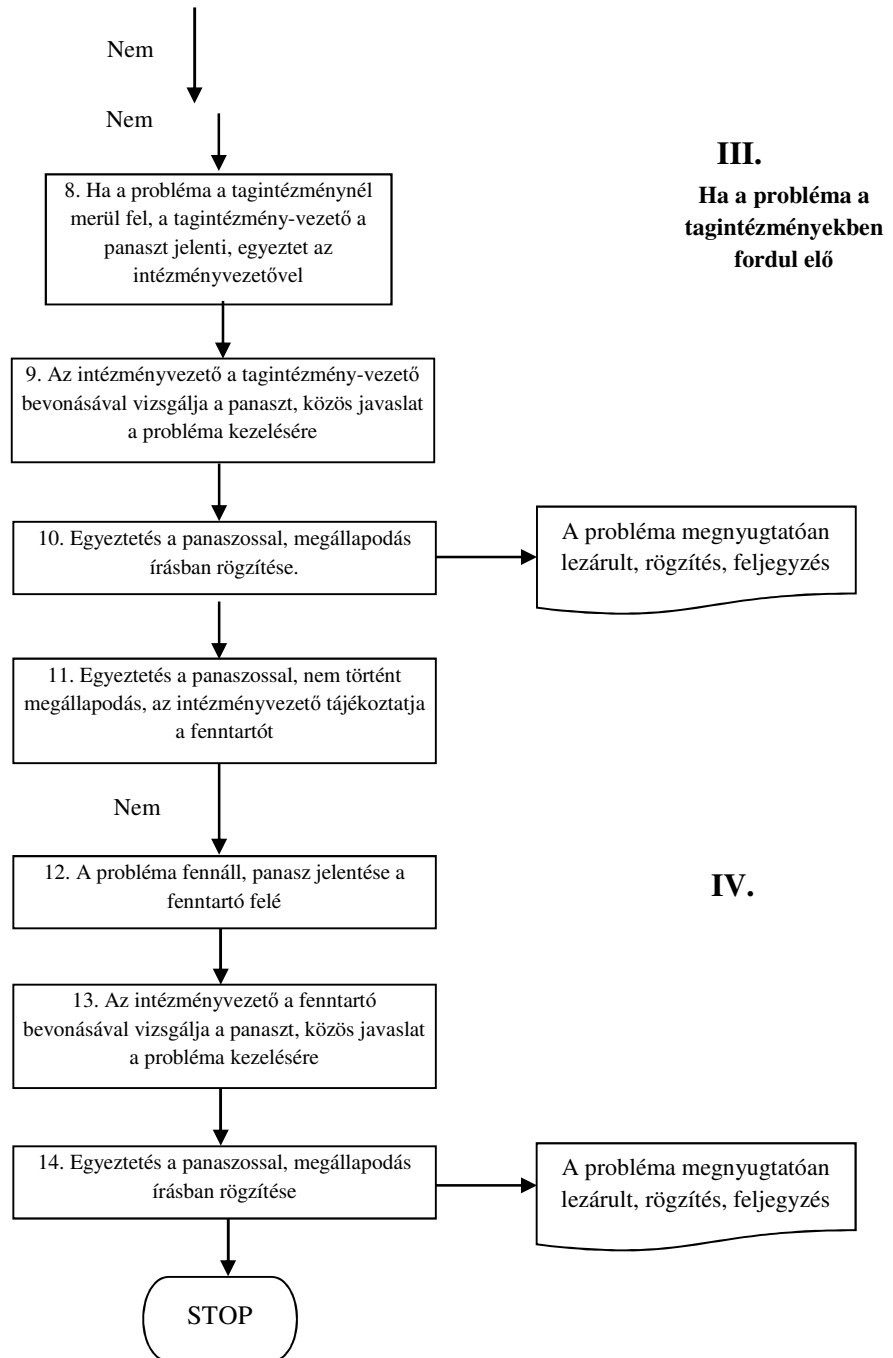 Nem
Nem
III.
Ha a probléma a
tagintézményekben
fordul elő
8. Ha a probléma a tagintézménynél
merül fel, a tagintézmény-vezető a
panaszt jelenti, egyeztet az
intézményvezetővel
9. Az intézményvezető a tagintézmény-vezető
bevonásával vizsgálja a panaszt, közös javaslat
a probléma kezelésére
10. Egyeztetés a panaszossal, megállapodás
írásban rögzítése.
A probléma megnyugtatóan
lezárult, rögzítés, feljegyzés
11. Egyeztetés a panaszossal, nem történt
megállapodás, az intézményvezető tájékoztatja
a fenntartót
Nem
12. A probléma fennáll, panasz jelentése a
fenntartó felé
IV.
13. Az intézményvezető a fenntartó
bevonásával vizsgálja a panaszt, közös javaslat
a probléma kezelésére
14. Egyeztetés a panaszossal, megállapodás
írásban rögzítése
A probléma megnyugtatóan
lezárult, rögzítés, feljegyzés
STOP